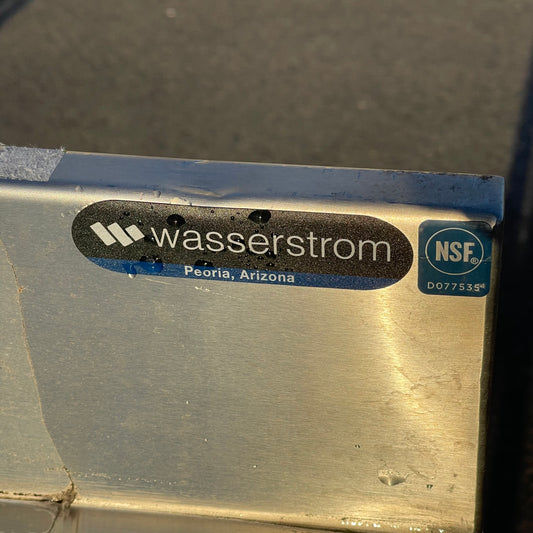 wasserstrom
Peoria, Arizona
NSF®
D077535